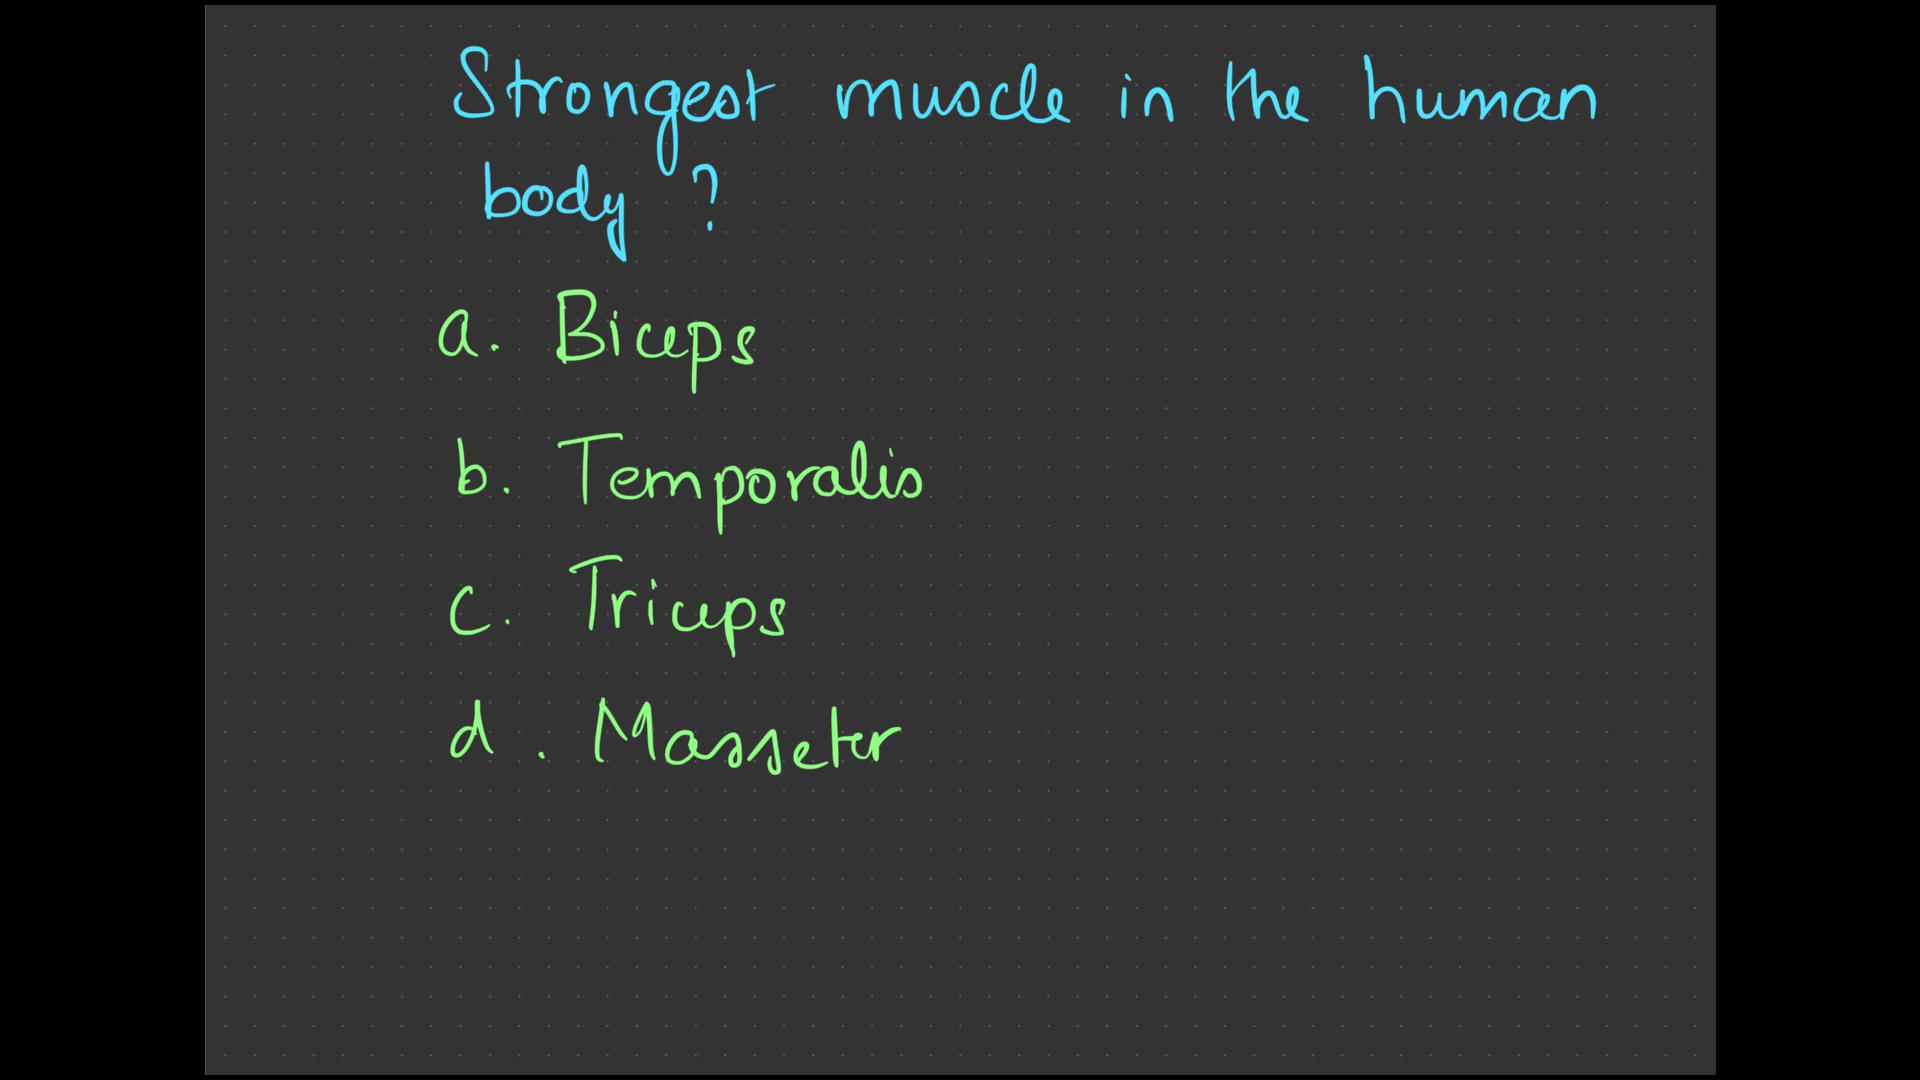 Strongest muscle in the human
body ?
a. Biceps
b. Temporalis
c. Triceps
d. Masseter